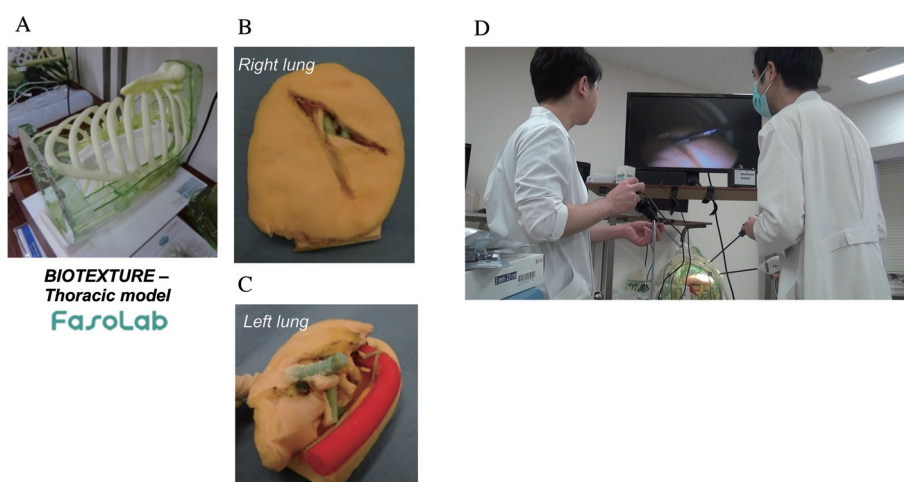 A
B
Right lung
BIOTEXTURE –
Thoracic model
FasoLab
C
Left lung
D